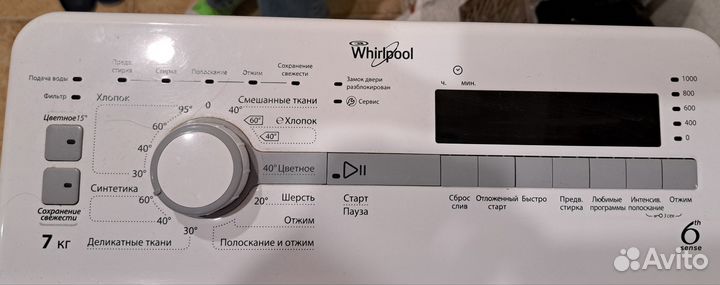 Whirlpool
Предв. стирка
Стирка
Полоскание
Отжим
Сохранение свежести
Подача воды
Фильтр
Замок двери разблокирован
Сервис
ч. мин.
1000
800
600
400
0
Хлопок
95°
0
40°
Смешанные ткани
60°
60°
е Хлопок
40°
Цветное15°
40°
30°
40° Цветное
Синтетика
60°
20°
Шерсть
40°
Отжим
Деликатные ткани
30°
Полоскание и отжим
Сохранение свежести
7 кг
Старт
Пауза
Сброс слив
Отложенный старт
Быстро
Предв. стирка
Любимые программы
Интенсив. полоскание
Отжим
3 сек
6th
sense
Avito